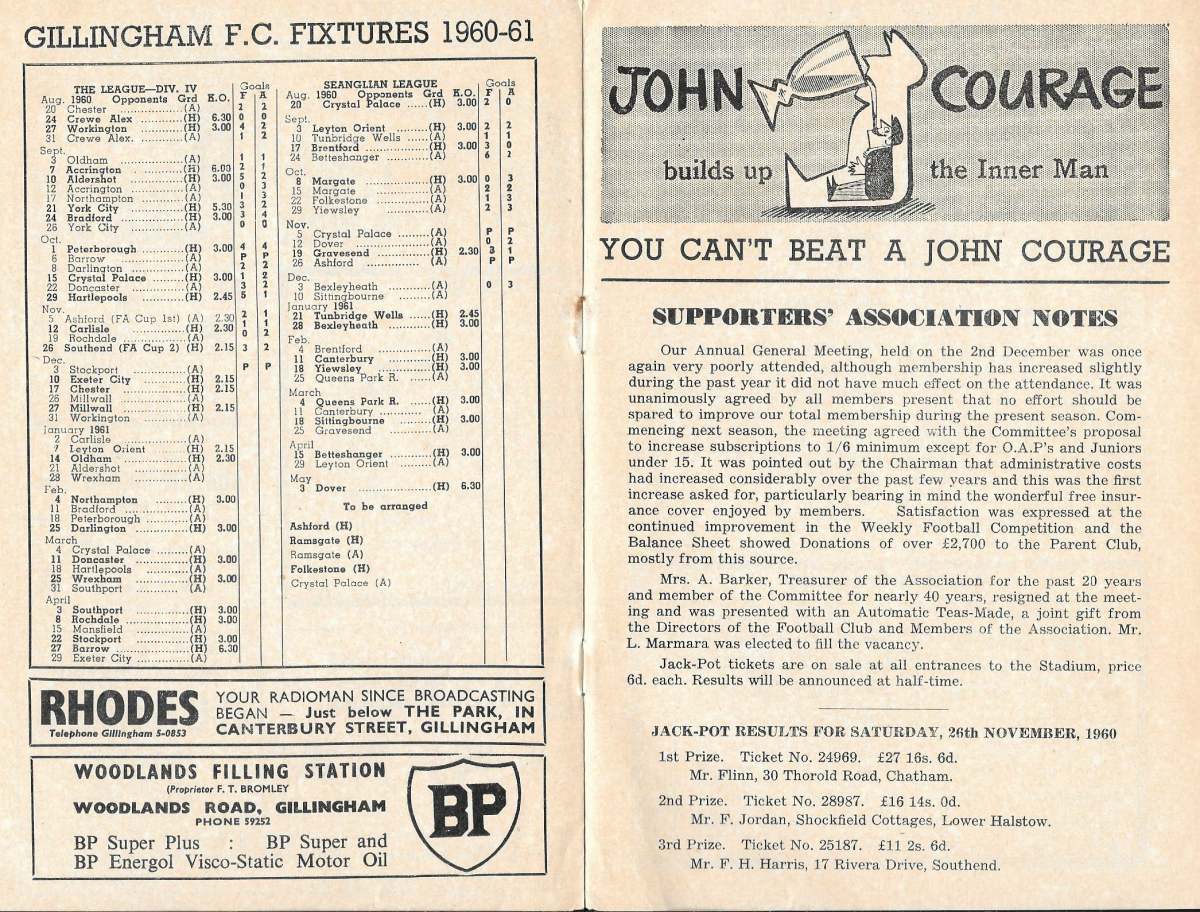 GILLINGHAM F.C. FIXTURES 1960-61
THE LEAGUE—DIV. IV Goals
Aug. 1960 Opponents Grd K.O. F A
20 Chester ................(A) 2 2
24 Crewe Alex ...........(H) 6.30 0 0
27 Workington ...........(H) 3.00 4 2
31 Crewe Alex. ...........(A) 1 2
Sept.
3 Oldham ................(A) 1 1
7 Accrington ............(H) 6.00 2 1
10 Aldershot .............(H) 3.00 5 2
12 Accrington ............(A) 0 3
17 Northampton ..........(A) 1 3
21 York City .............(H) 5.30 3 2
24 Bradford ..............(H) 3.00 3 4
26 York City .............(A) 0 0
Oct.
1 Peterborough ..........(H) 3.00 4 4
6 Barrow ................(A) P P
8 Darlington .............(A) 2 2
15 Crystal Palace .........(H) 3.00 1 2
22 Doncaster .............(A) 3 2
29 Hartlepools ............(H) 2.45 5 1
Nov.
5 Ashford (FA Cup 1st) (A) 2.30 2 1
12 Carlisle ...............(H) 2.30 1 1
19 Rochdale ..............(A) 0 2
26 Southend (FA Cup 2) (H) 2.15 3 2
Dec.
3 Stockport .............(A) P P
10 Exeter City ............(H) 2.15
17 Chester ................(H) 2.15
26 Millwall ...............(A)
27 Millwall ...............(H) 2.15
31 Workington ............(A)
January 1961
2 Carlisle ...............(A)
7 Leyton Orient .........(H) 2.15
14 Oldham ................(H) 2.30
21 Aldershot .............(A)
28 Wrexham ..............(A)
Feb.
4 Northampton .........(H) 3.00
11 Bradford ..............(A)
18 Peterborough ..........(A)
25 Darlington .............(H) 3.00
March
4 Crystal Palace .........(A)
11 Doncaster .............(H) 3.00
18 Hartlepools ............(A)
25 Wrexham ..............(H) 3.00
31 Southport .............(A)
April
3 Southport .............(H) 3.00
8 Rochdale ..............(H) 3.00
15 Mansfield ..............(A)
22 Stockport .............(H) 3.00
27 Barrow ................(H) 6.30
29 Exeter City ............(A)
SEANGLIAN LEAGUE Goals
Aug. 1960 Opponents Grd K.O. F A
20 Crystal Palace .....(H) 3.00 2 0
Sept.
3 Leyton Orient .........(H) 3.00 2 2
10 Tunbridge Wells .....(A) 1 1
17 Brentford ..............(H) 3.00 3 0
24 Betteshanger ..........(A) 6 2
Oct.
8 Margate ...............(H) 3.00 0 3
15 Margate ...............(A) 2 2
22 Folkestone .............(A) 1 3
29 Yiewsley ...............(A) 2 3
Nov.
5 Crystal Palace .........(A) P P
12 Dover ..................(A) 0 2
19 Gravesend .............(H) 2.30 3 1
26 Ashford ................(A) P P
Dec.
3 Bexleyheath ...........(A) 0 3
10 Sittingbourne .........(A)
January 1961
21 Tunbridge Wells .....(H) 2.45
28 Bexleyheath ...........(H) 3.00
Feb.
4 Brentford ..............(A)
11 Canterbury ............(H) 3.00
18 Yiewsley ...............(H) 3.00
25 Queens Park R. ......(A)
March
4 Queens Park R. ......(H) 3.00
11 Canterbury ............(A)
18 Sittingbourne .........(H) 3.00
25 Gravesend .............(A)
April
15 Betteshanger ..........(H) 3.00
29 Leyton Orient .........(A)
May
3 Dover ..................(H) 6.30
To be arranged
Ashford (H)
Ramsgate (H)
Ramsgate (A)
Folkestone (H)
Crystal Palace (A)
RHODES
Telephone Gillingham 5-0853
YOUR RADIOMAN SINCE BROADCASTING
BEGAN — Just below THE PARK, IN
CANTERBURY STREET, GILLINGHAM
WOODLANDS FILLING STATION
(Proprietor F. T. BROMLEY
WOODLANDS ROAD, GILLINGHAM
PHONE 59252
BP Super Plus : BP Super and
BP Energol Visco-Static Motor Oil
BP
JOHN COURAGE
builds up the Inner Man
YOU CAN'T BEAT A JOHN COURAGE
SUPPORTERS' ASSOCIATION NOTES
Our Annual General Meeting, held on the 2nd December was once
again very poorly attended, although membership has increased slightly
during the past year it did not have much effect on the attendance. It was
unanimously agreed by all members present that no effort should be
spared to improve our total membership during the present season. Com-
mencing next season, the meeting agreed with the Committee's proposal
to increase subscriptions to 1/6 minimum except for O.A.P's and Juniors
under 15. It was pointed out by the Chairman that administrative costs
had increased considerably over the past few years and this was the first
increase asked for, particularly bearing in mind the wonderful free insur-
ance cover enjoyed by members. Satisfaction was expressed at the
continued improvement in the Weekly Football Competition and the
Balance Sheet showed Donations of over £2,700 to the Parent Club,
mostly from this source.
Mrs. A. Barker, Treasurer of the Association for the past 20 years
and member of the Committee for nearly 40 years, resigned at the meet-
ing and was presented with an Automatic Teas-Made, a joint gift from
the Directors of the Football Club and Members of the Association. Mr.
L. Marmara was elected to fill the vacancy.
Jack-Pot tickets are on sale at all entrances to the Stadium, price
6d. each. Results will be announced at half-time.
JACK-POT RESULTS FOR SATURDAY, 26th NOVEMBER, 1960
1st Prize. Ticket No. 24969. £27 16s. 6d.
Mr. Flinn, 30 Thorold Road, Chatham.
2nd Prize. Ticket No. 28987. £16 14s. 0d.
Mr. F. Jordan, Shockfield Cottages, Lower Halstow.
3rd Prize. Ticket No. 25187. £11 2s. 6d.
Mr. F. H. Harris, 17 Rivera Drive, Southend.